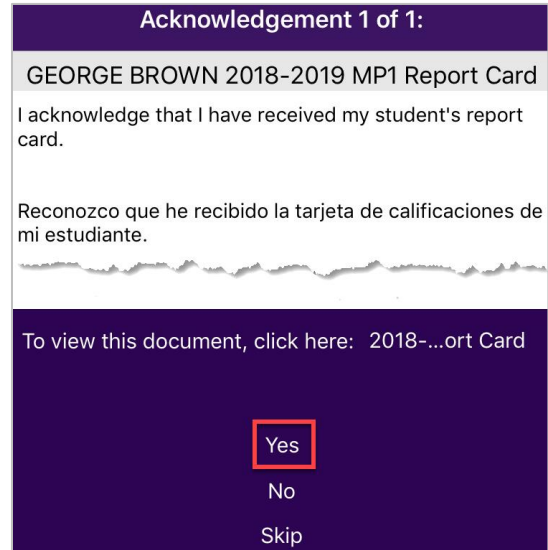 Acknowledgement 1 of 1:
GEORGE BROWN 2018-2019 MP1 Report Card
I acknowledge that I have received my student's report
card.
Reconozco que he recibido la tarjeta de calificaciones de
mi estudiante.
To view this document, click here: 2018-...ort Card
Yes
No
Skip